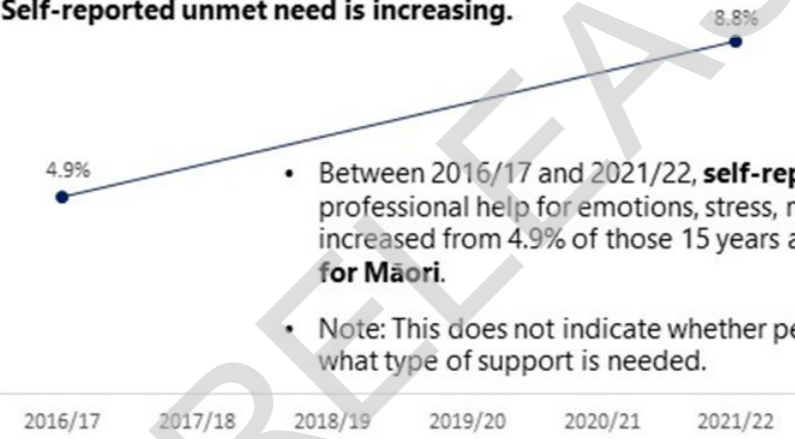 Self-reported unmet need is increasing.
8.8%
4.9%
• Between 2016/17 and 2021/22, self-rep
professional help for emotions, stress,
increased from 4.9% of those 15 years
for Māori.
• Note: This does not indicate whether pe
what type of support is needed.
2016/17 2017/18 2018/19 2019/20 2020/21 2021/22
RELEAS